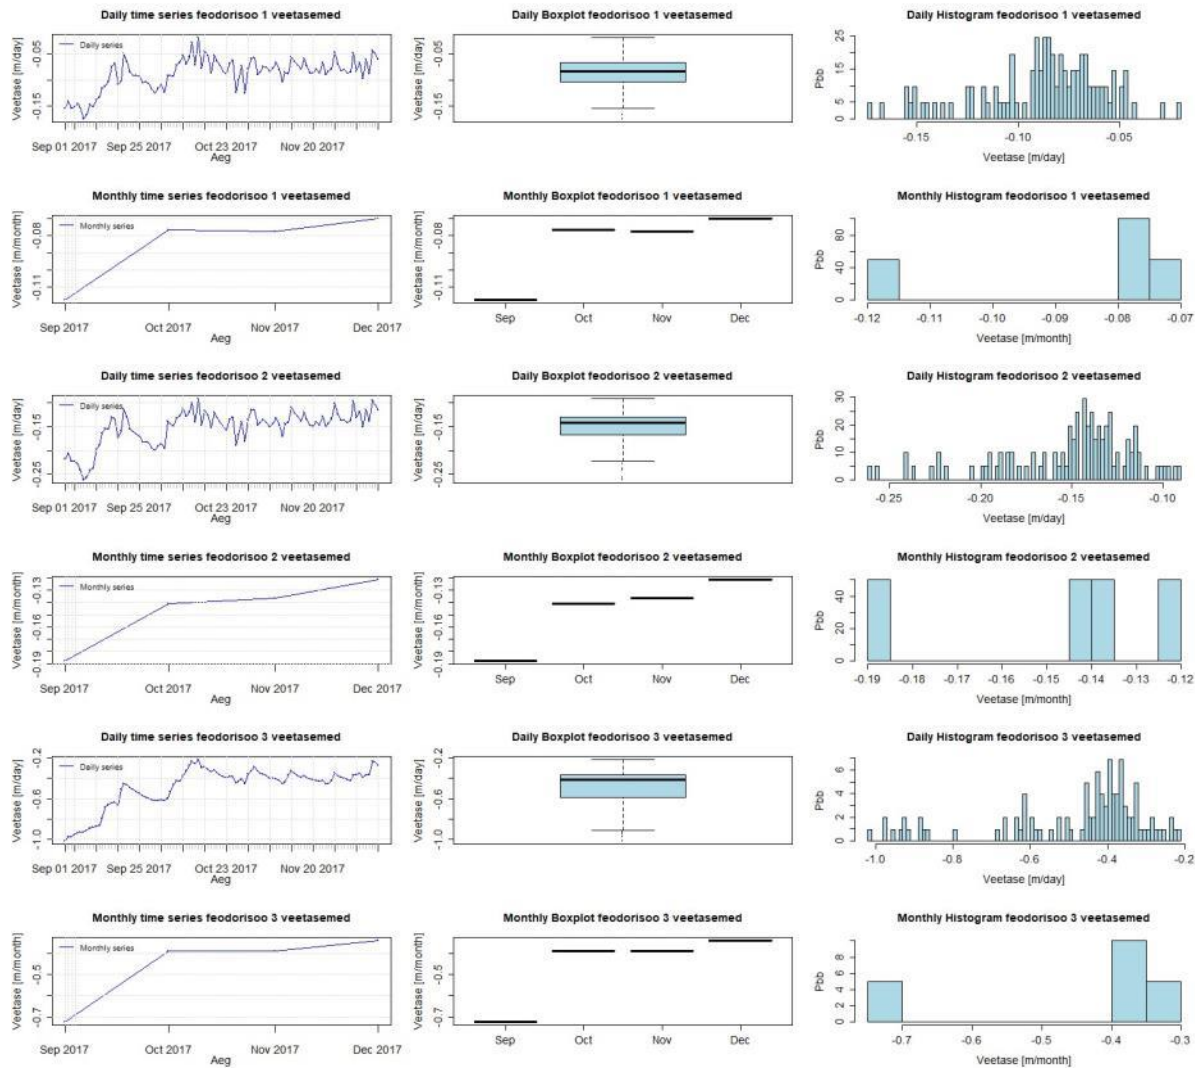 Daily time series feodorisoo 1 veetasemed
Veetase [m/day]
-0.15 -0.05
Daily series
Sep 01 2017 Sep 25 2017 Oct 23 2017 Nov 20 2017
Aeg
Daily Boxplot feodorisoo 1 veetasemed
Veetase [m/day]
-0.15 -0.05
Daily Histogram feodorisoo 1 veetasemed
Pbb
0 5 15 25
-0.15 -0.10 -0.05
Veetase [m/day]
Monthly time series feodorisoo 1 veetasemed
Veetase [m/month]
-0.11 -0.08
Monthly series
Sep 2017 Oct 2017 Nov 2017 Dec 2017
Aeg
Monthly Boxplot feodorisoo 1 veetasemed
Veetase [m/month]
-0.11 -0.08
Sep Oct Nov Dec
Monthly Histogram feodorisoo 1 veetasemed
Pbb
0 40 80
-0.12 -0.11 -0.10 -0.09 -0.08 -0.07
Veetase [m/month]
Daily time series feodorisoo 2 veetasemed
Veetase [m/day]
-0.25 -0.15
Daily series
Sep 01 2017 Sep 25 2017 Oct 23 2017 Nov 20 2017
Aeg
Daily Boxplot feodorisoo 2 veetasemed
Veetase [m/day]
-0.25 -0.15
Daily Histogram feodorisoo 2 veetasemed
Pbb
0 10 20 30
-0.25 -0.20 -0.15 -0.10
Veetase [m/day]
Monthly time series feodorisoo 2 veetasemed
Veetase [m/month]
-0.19 -0.16 -0.13
Monthly series
Sep 2017 Oct 2017 Nov 2017 Dec 2017
Aeg
Monthly Boxplot feodorisoo 2 veetasemed
Veetase [m/month]
-0.19 -0.16 -0.13
Sep Oct Nov Dec
Monthly Histogram feodorisoo 2 veetasemed
Pbb
0 20 40
-0.19 -0.18 -0.17 -0.16 -0.15 -0.14 -0.13 -0.12
Veetase [m/month]
Daily time series feodorisoo 3 veetasemed
Veetase [m/day]
-1.0 -0.6 -0.2
Daily series
Sep 01 2017 Sep 25 2017 Oct 23 2017 Nov 20 2017
Aeg
Daily Boxplot feodorisoo 3 veetasemed
Veetase [m/day]
-1.0 -0.6 -0.2
Daily Histogram feodorisoo 3 veetasemed
Pbb
0 2 4 6
-1.0 -0.8 -0.6 -0.4 -0.2
Veetase [m/day]
Monthly time series feodorisoo 3 veetasemed
Veetase [m/month]
-0.7 -0.5
Monthly series
Sep 2017 Oct 2017 Nov 2017 Dec 2017
Aeg
Monthly Boxplot feodorisoo 3 veetasemed
Veetase [m/month]
-0.7 -0.5
Sep Oct Nov Dec
Monthly Histogram feodorisoo 3 veetasemed
Pbb
0 2 4 6 8
-0.7 -0.6 -0.5 -0.4 -0.3
Veetase [m/month]